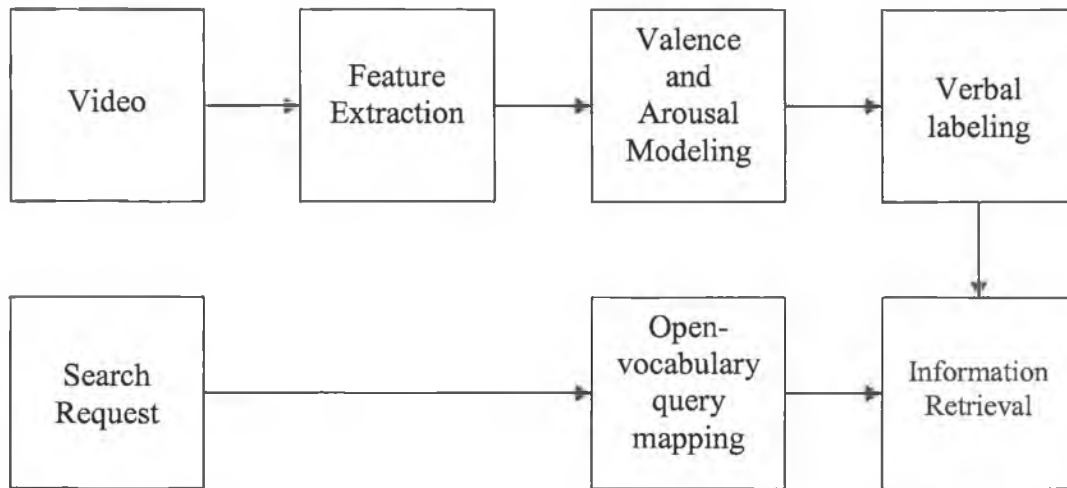 Video
Feature
Extraction
Valence
and
Arousal
Modeling
Verbal
labeling
Search
Request
Open-
vocabulary
query
mapping
Information
Retrieval